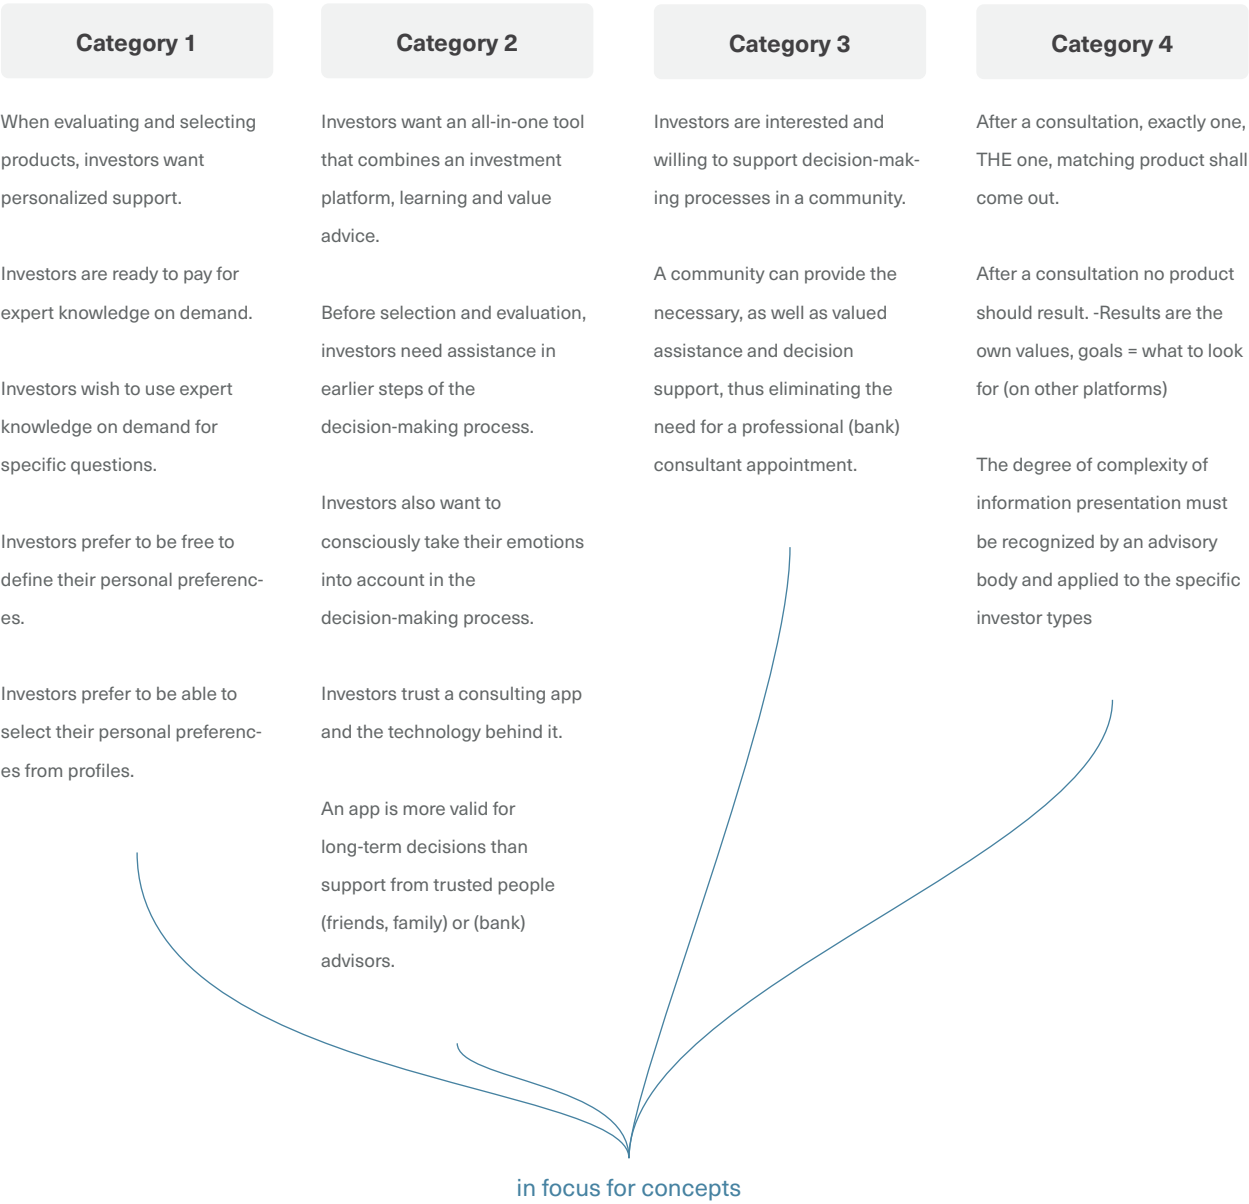 Category 1
When evaluating and selecting
products, investors want
personalized support.
Investors are ready to pay for
expert knowledge on demand.
Investors wish to use expert
knowledge on demand for
specific questions.
Investors prefer to be free to
define their personal preferenc-
es.
Investors prefer to be able to
select their personal preferenc-
es from profiles.
Category 2
Investors want an all-in-one tool
that combines an investment
platform, learning and value
advice.
Before selection and evaluation,
investors need assistance in
earlier steps of the
decision-making process.
Investors also want to
consciously take their emotions
into account in the
decision-making process.
Investors trust a consulting app
and the technology behind it.
An app is more valid for
long-term decisions than
support from trusted people
(friends, family) or (bank)
advisors.
Category 3
Investors are interested and
willing to support decision-mak-
ing processes in a community.
A community can provide the
necessary, as well as valued
assistance and decision
support, thus eliminating the
need for a professional (bank)
consultant appointment.
Category 4
After a consultation, exactly one,
THE one, matching product shall
come out.
After a consultation no product
should result. -Results are the
own values, goals = what to look
for (on other platforms)
The degree of complexity of
information presentation must
be recognized by an advisory
body and applied to the specific
investor types
in focus for concepts